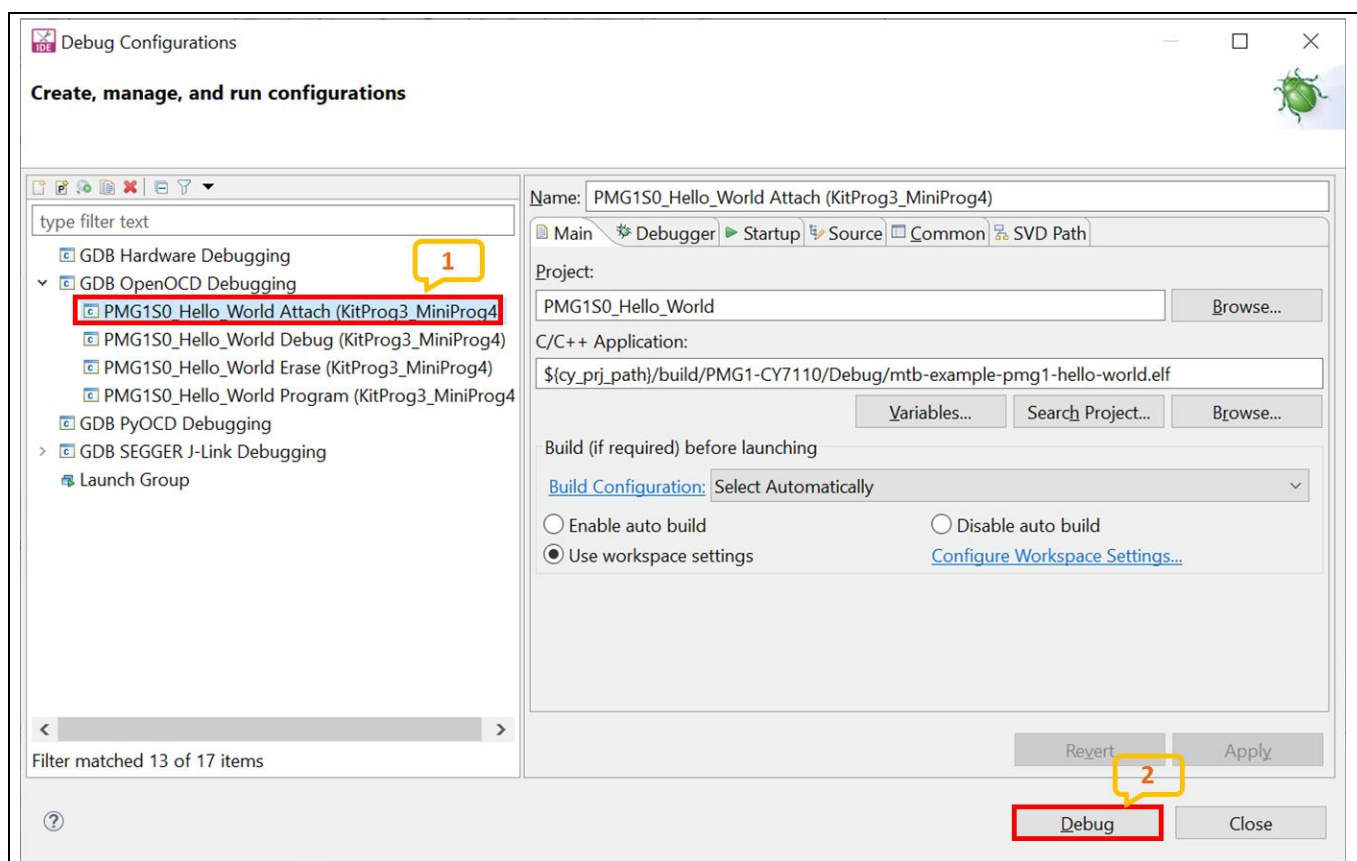 IDE Debug Configurations
Create, manage, and run configurations
type filter text
GDB Hardware Debugging
1
GDB OpenOCD Debugging
PMG1S0_Hello_World Attach (KitProg3_MiniProg4
PMG1S0_Hello_World Debug (KitProg3_MiniProg4)
PMG1S0_Hello_World Erase (KitProg3_MiniProg4)
PMG1S0_Hello_World Program (KitProg3_MiniProg4
GDB PyOCD Debugging
GDB SEGGER J-Link Debugging
Launch Group
Filter matched 13 of 17 items
Name: PMG1S0_Hello_World Attach (KitProg3_MiniProg4)
Main Debugger Startup Source Common SVD Path
Project:
PMG1S0_Hello_World Browse...
C/C++ Application:
${cy_prj_path}/build/PMG1-CY7110/Debug/mtb-example-pmg1-hello-world.elf
Variables... Search Project... Browse...
Build (if required) before launching
Build Configuration: Select Automatically
Enable auto build Disable auto build
Use workspace settings Configure Workspace Settings...
Revert Apply
2
Debug Close